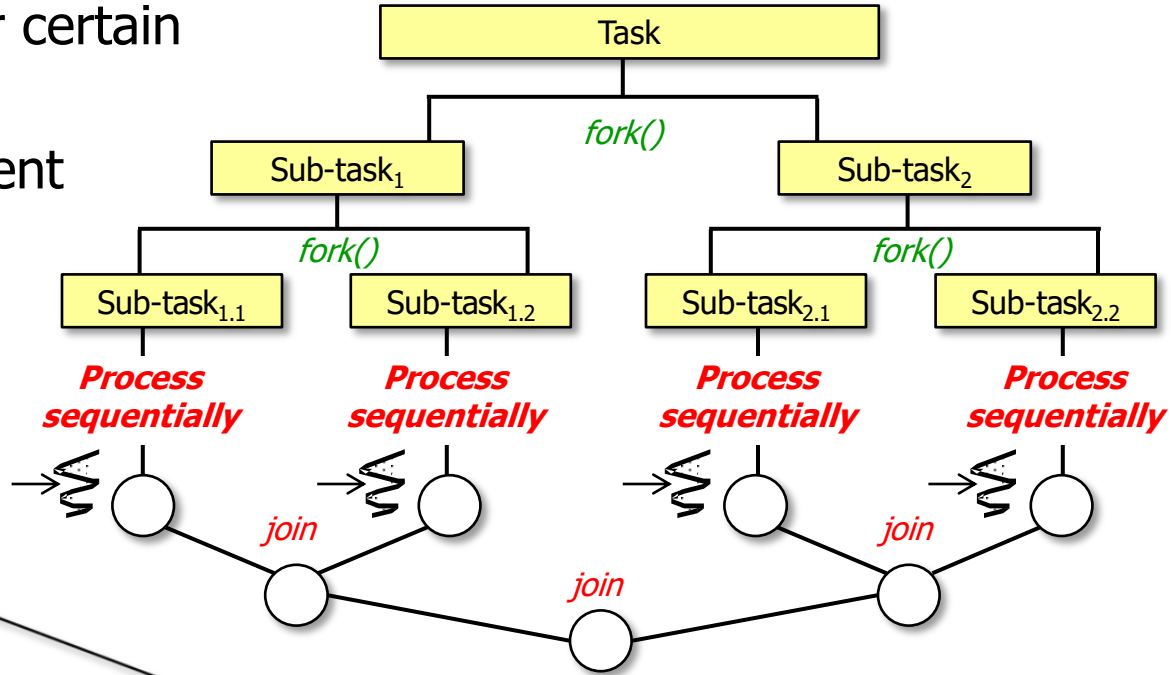 r certain
Task
fork()
ent
Sub-task₁
Sub-task₂
fork()
fork()
Sub-task₁.₁
Sub-task₁.₂
Sub-task₂.₁
Sub-task₂.₂
Process
sequentially
Process
sequentially
Process
sequentially
Process
sequentially
join
join
join